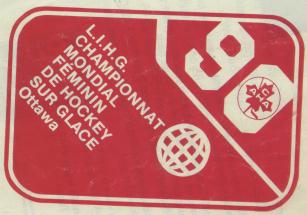 L.I.H.G.
CHAMPIONNAT
MONDIAL
FÉMININ
DE HOCKEY
SUR GLACE
Ottawa
90